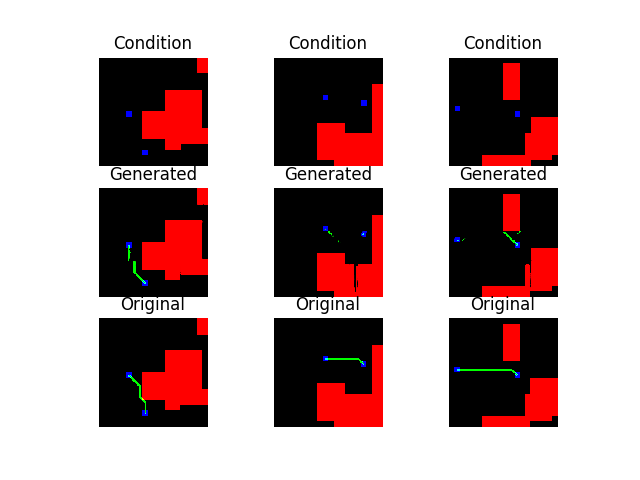 Condition Condition Condition
Generated Generated Generated
Original Original Original